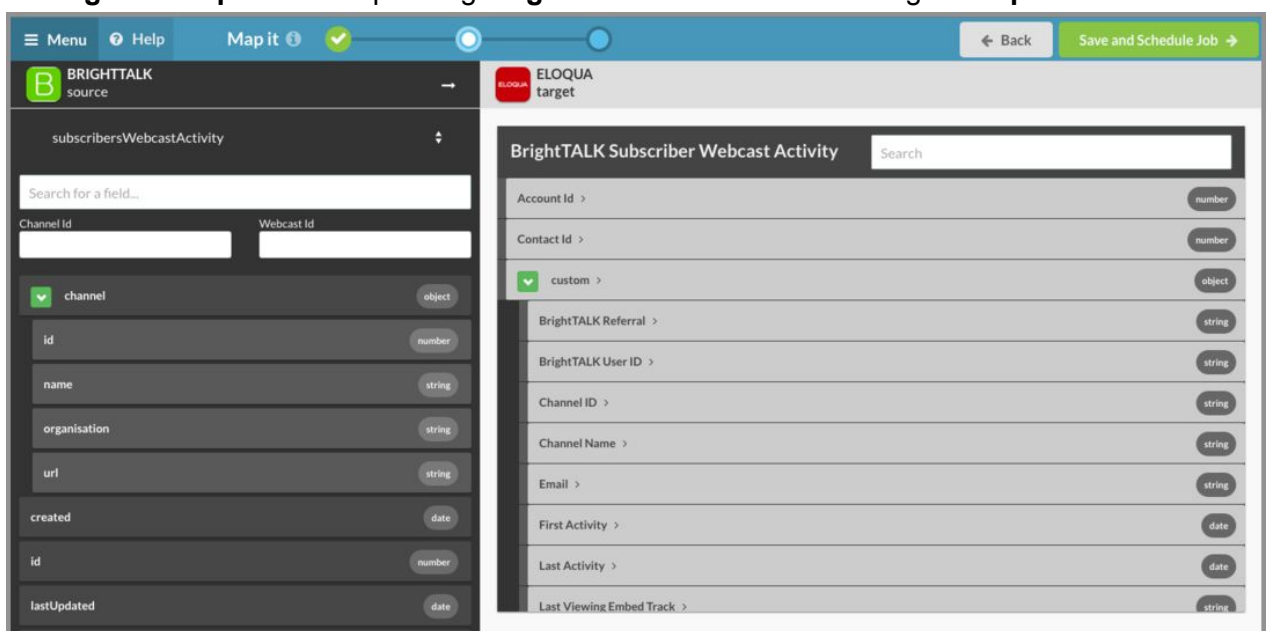 Menu
Help
Map it
Back
Save and Schedule Job
BRIGHTTALK
source
ELOQUA
ELOQUA
target
subscribersWebcastActivity
Search for a field...
Channel Id
Webcast Id
channel
object
id
number
name
string
organisation
string
url
string
created
date
id
number
lastUpdated
date
BrightTALK Subscriber Webcast Activity
Search
Account Id
number
Contact Id
number
custom
object
BrightTALK Referral
string
BrightTALK User ID
string
Channel ID
string
Channel Name
string
Email
string
First Activity
date
Last Activity
date
Last Viewing Embed Track
string